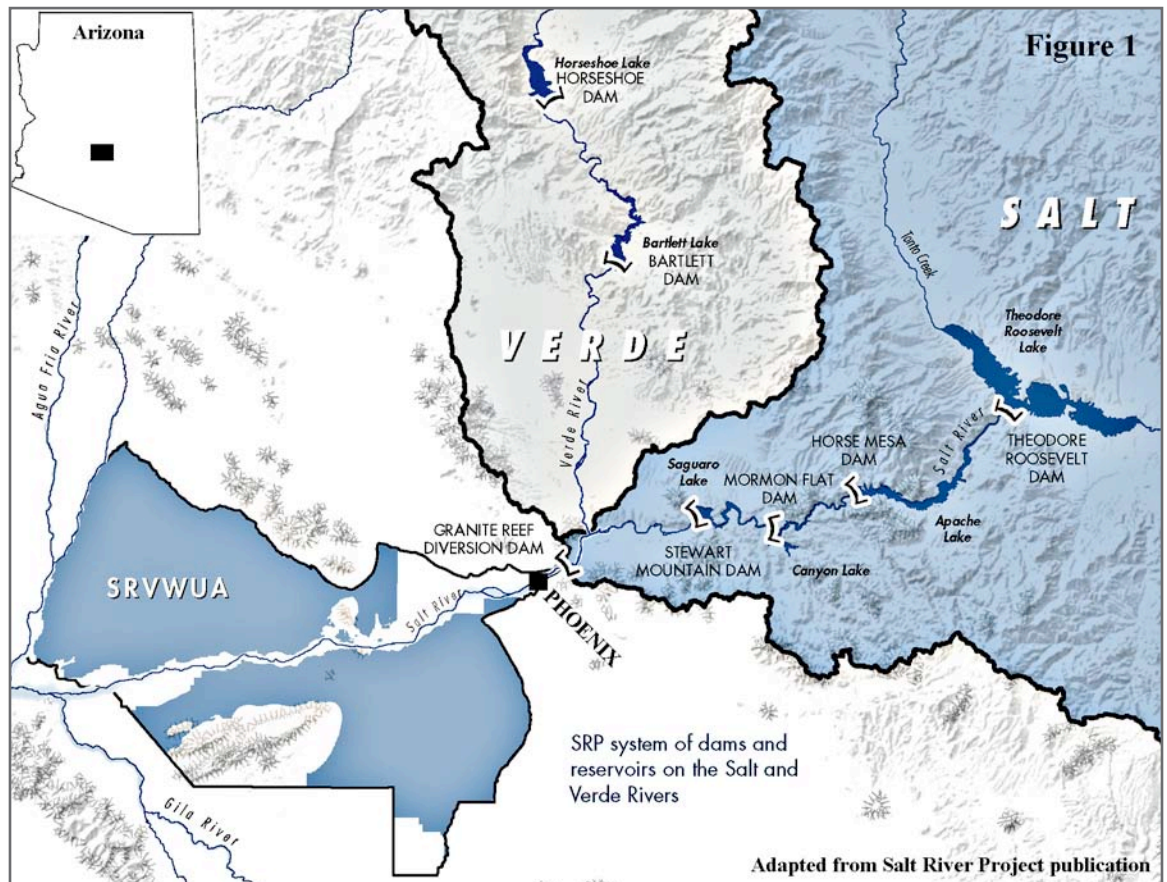 Arizona
Figure 1
Horseshoe Lake
HORSESHOE
DAM
SALT
Bartlett Lake
BARTLETT
DAM
Tonto Creek
Agua Fria River
VERDE
Theodore
Roosevelt
Lake
Verde River
Salt River
THEODORE
ROOSEVELT
DAM
HORSE MESA
DAM
Saguaro
Lake
MORMON FLAT
DAM
Apache
Lake
GRANITE REEF
DIVERSION DAM
STEWART
MOUNTAIN DAM
Canyon Lake
SRVWUA
Salt River
PHOENIX
SRP system of dams and
reservoirs on the Salt and
Verde Rivers
Gila River
Adapted from Salt River Project publication